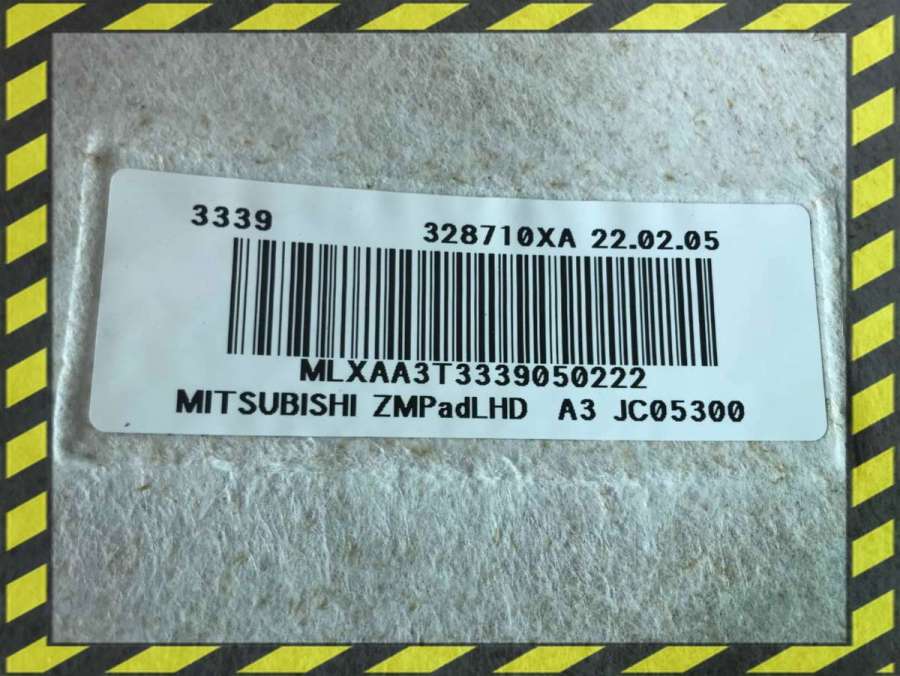 3339
328710XA 22.02.05
MLXAA3T3339050222
MITSUBISHI ZMPadLHD A3 JC05300